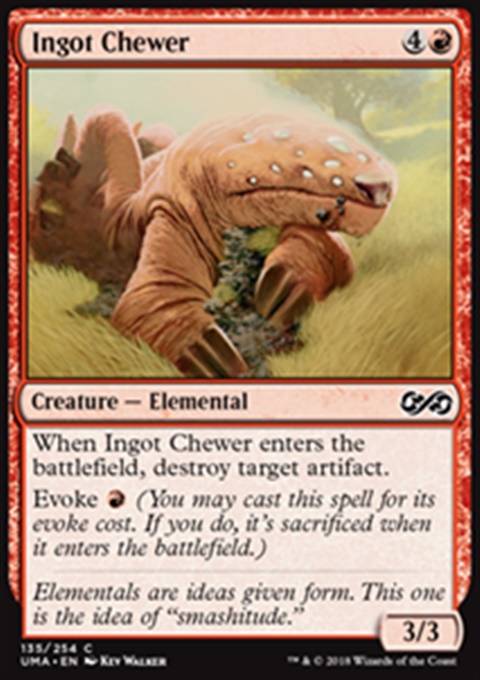 Ingot Chewer 4
Creature — Elemental
When Ingot Chewer enters the
battlefield, destroy target artifact.
Evoke (You may cast this spell for its
evoke cost. If you do, it's sacrificed when
it enters the battlefield.)
Elementals are ideas given form. This one
is the idea of "smashitude."
3/3
135/254 C
UMA • EN Kev Walker
™ & © 2018 Wizards of the Coast